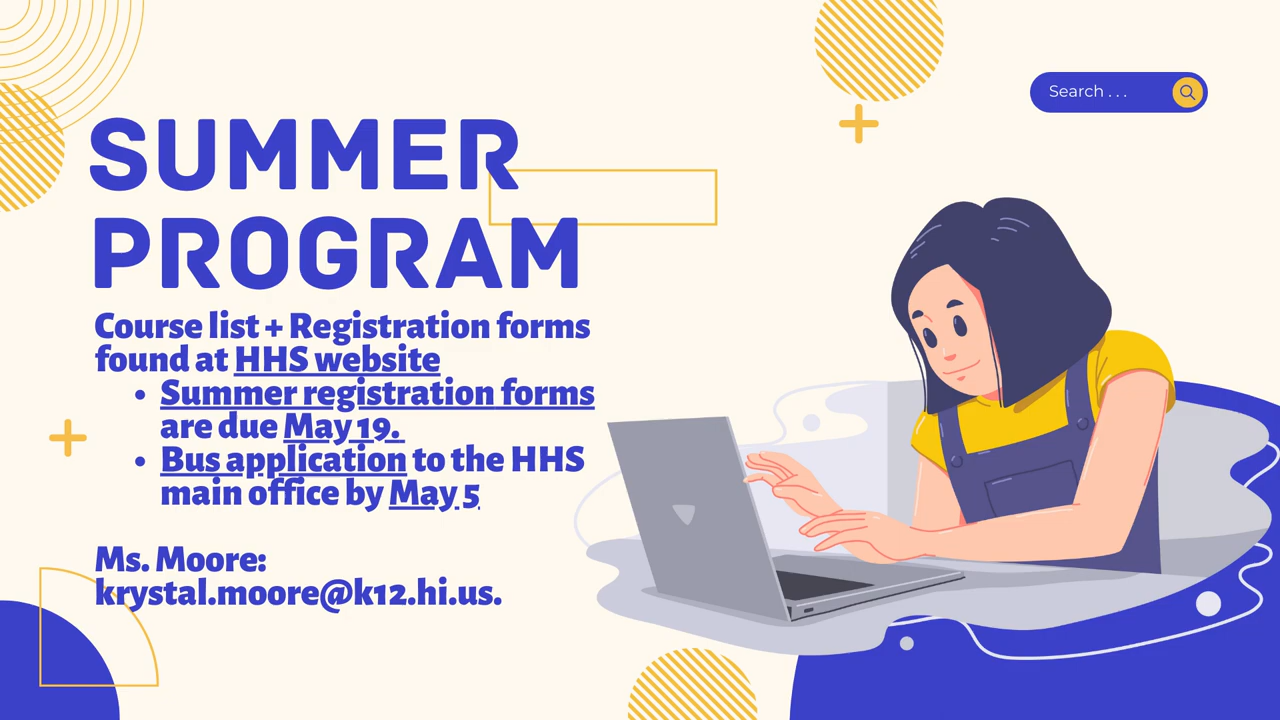 Search . . .
SUMMER
PROGRAM
Course list + Registration forms
found at HHS website
• Summer registration forms
are due May 19.
• Bus application to the HHS
main office by May 5
Ms. Moore:
krystal.moore@k12.hi.us.